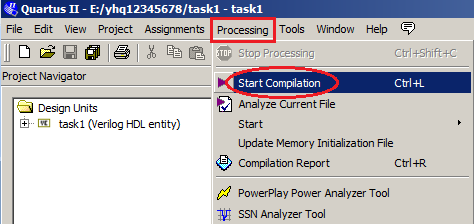 Quartus II - E:/yhq12345678/task1 - task1
File Edit View Project Assignments Processing Tools Window Help
Stop Processing Ctrl+Shift+C
Project Navigator
Start Compilation Ctrl+L
Design Units
Analyze Current File
task1 (Verilog HDL entity)
Start
Update Memory Initialization File
Compilation Report Ctrl+R
PowerPlay Power Analyzer Tool
SSN Analyzer Tool